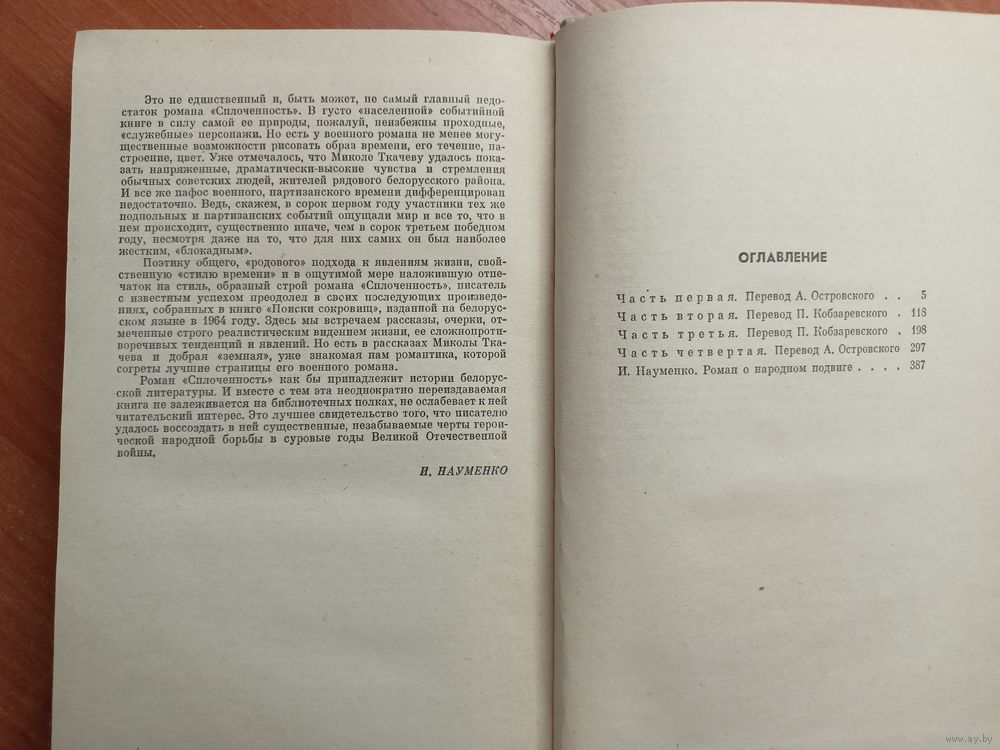 Это не единственный и, быть может, не самый главный недо-
статок романа «Сплоченность». В густо «населенной» событийной
книге в силу самой ее природы, пожалуй, неизбежны проходные,
«служебные» персонажи. Но есть у военного романа не менее могу-
щественные возможности рисовать образ времени, его течение, на-
строение, цвет. Уже отмечалось, что Миколе Ткачеву удалось пока-
зать напряженные, драматически-высокие чувства и стремления
обычных советских людей, жителей рядового белорусского района.
И все же пафос военного, партизанского времени дифференцирован
недостаточно. Ведь, скажем, в сорок первом году участники тех же
подпольных и партизанских событий ощущали мир и все то, что в
нем происходит, существенно иначе, чем в сорок третьем победном
году, несмотря даже на то, что для них самих он был наиболее
жестким, «блокадным».
Поэтику общего, «родового» подхода к явлениям жизни, свой-
ственную «стилю времени» и в ощутимой мере наложившую отпе-
чаток на стиль, образный строй романа «Сплоченность», писатель
с известным успехом преодолел в своих последующих произведе-
ниях, собранных в книге «Поиски сокровищ», изданной на белорус-
ском языке в 1964 году. Здесь мы встречаем рассказы, очерки, от-
меченные строго реалистическим видением жизни, ее сложнопроти-
воречивых тенденций и явлений. Но есть в рассказах Миколы Тка-
чева и добрая «земная», уже знакомая нам романтика, которой
согреты лучшие страницы его военного романа.
Роман «Сплоченность» как бы принадлежит истории белорус-
ской литературы. И вместе с тем эта неоднократно переиздаваемая
книга не залеживается на библиотечных полках, не ослабевает к ней
читательский интерес. Это лучшее свидетельство того, что писателю
удалось воссоздать в ней существенные, незабываемые черты герои-
ческой народной борьбы в суровые годы Великой Отечественной
войны.
И. НАУМЕНКО
ОГЛАВЛЕНИЕ
Часть первая. Перевод А. Островского . . 5
Часть вторая. Перевод П. Кобзаревского . 118
Часть третья. Перевод П. Кобзаревского . 198
Часть четвертая. Перевод А. Островского 297
И. Науменко. Роман о народном подвиге . . . . 387
www.ay.by